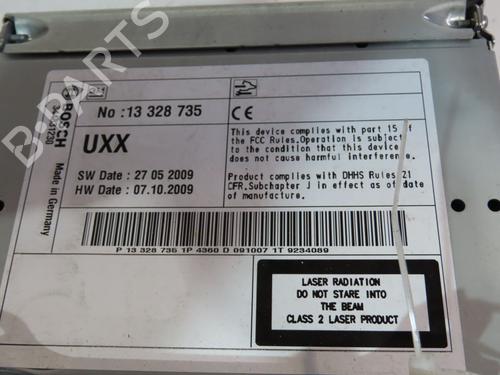 BOSCH
Made in Germany
No :13 328 735
UXX
SW Date : 27 05 2009
HW Date : 07.10.2009
CE
This device complies with part 15 of
the FCC Rules.Operation is subject
to the condition that this device
does not cause harmful interference.
Product complies with DHHS Rules 21
CFR.Subchapter J in effect as of date
of manufacture.
P 13 328 735 1P 4360 D 091007 1T 9234089
LASER RADIATION
DO NOT STARE INTO
THE BEAM
CLASS 2 LASER PRODUCT
B-PARTS